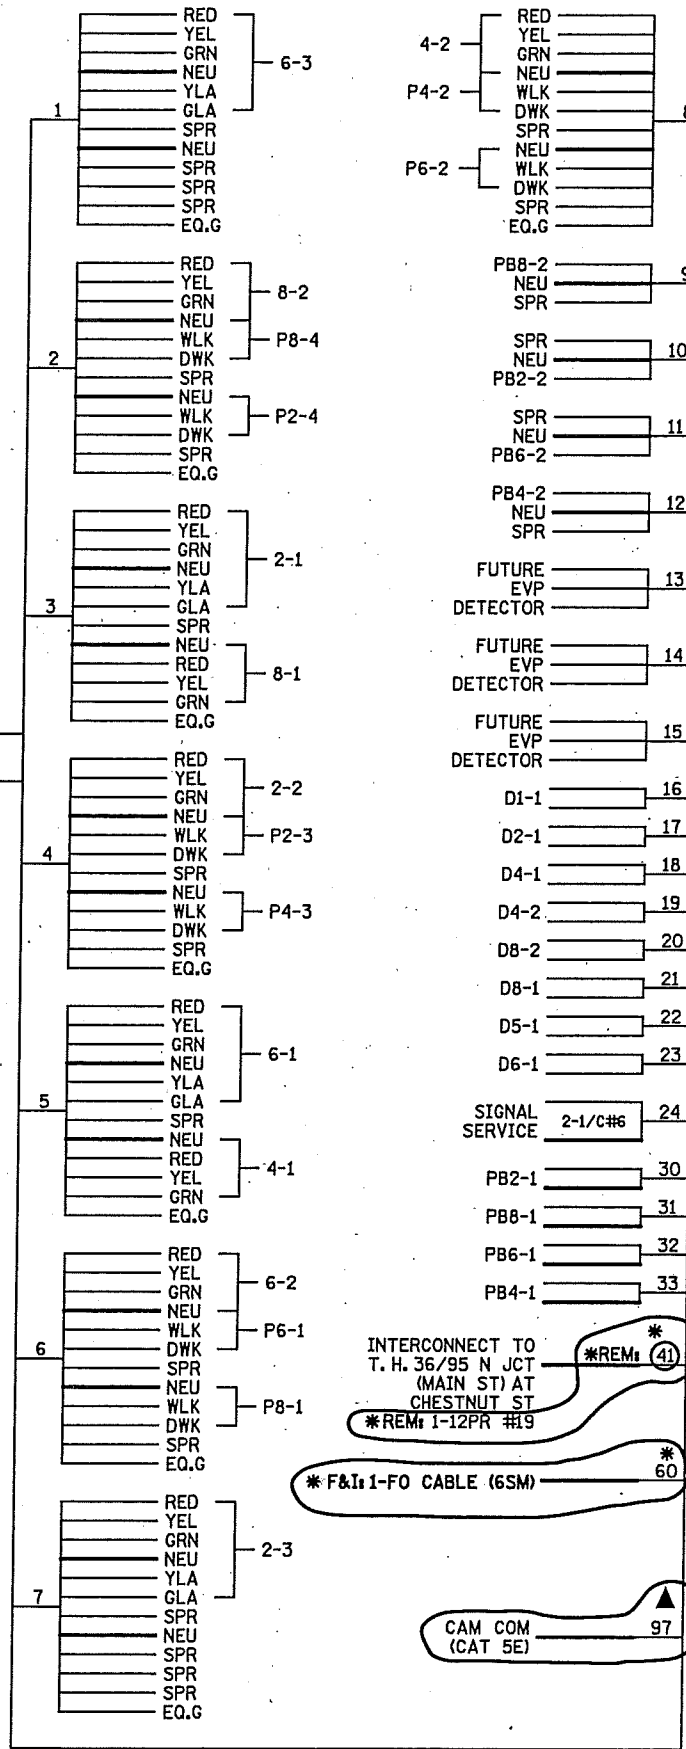 1
RED
YEL
GRN
NEU
YLA
GLA
SPR
NEU
SPR
SPR
SPR
EQ.G
6-3
2
RED
YEL
GRN
NEU
WLK
DWK
SPR
NEU
WLK
DWK
SPR
EQ.G
8-2
P8-4
P2-4
3
RED
YEL
GRN
NEU
YLA
GLA
SPR
NEU
RED
YEL
GRN
EQ.G
2-1
8-1
4
RED
YEL
GRN
NEU
WLK
DWK
SPR
NEU
WLK
DWK
SPR
EQ.G
2-2
P2-3
P4-3
5
RED
YEL
GRN
NEU
YLA
GLA
SPR
NEU
RED
YEL
GRN
EQ.G
6-1
4-1
6
RED
YEL
GRN
NEU
WLK
DWK
SPR
NEU
WLK
DWK
SPR
EQ.G
6-2
P6-1
P8-1
7
RED
YEL
GRN
NEU
YLA
GLA
SPR
NEU
SPR
SPR
SPR
EQ.G
2-3
4-2
P4-2
P6-2
RED
YEL
GRN
NEU
WLK
DWK
SPR
NEU
WLK
DWK
SPR
EQ.G
8
PB8-2
NEU
SPR
9
SPR
NEU
PB2-2
10
SPR
NEU
PB6-2
11
PB4-2
NEU
SPR
12
FUTURE
EVP
DETECTOR
13
FUTURE
EVP
DETECTOR
14
FUTURE
EVP
DETECTOR
15
D1-1 16
D2-1 17
D4-1 18
D4-2 19
D8-2 20
D8-1 21
D5-1 22
D6-1 23
SIGNAL
SERVICE
2-1/C#6 24
PB2-1 30
PB8-1 31
PB6-1 32
PB4-1 33
INTERCONNECT TO
T.H. 36/95 N JCT
(MAIN ST) AT
CHESTNUT ST
*REM: 1-12PR #19
*
*REM: 41
*
*F&I: 1-FO CABLE (6SM) 60
▲
CAM COM
(CAT 5E)
97